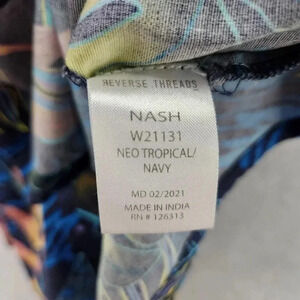 REVERSE THREADS
NASH
W21131
NEO TROPICAL/
NAVY
MD 02/2021
MADE IN INDIA
RN # 126313